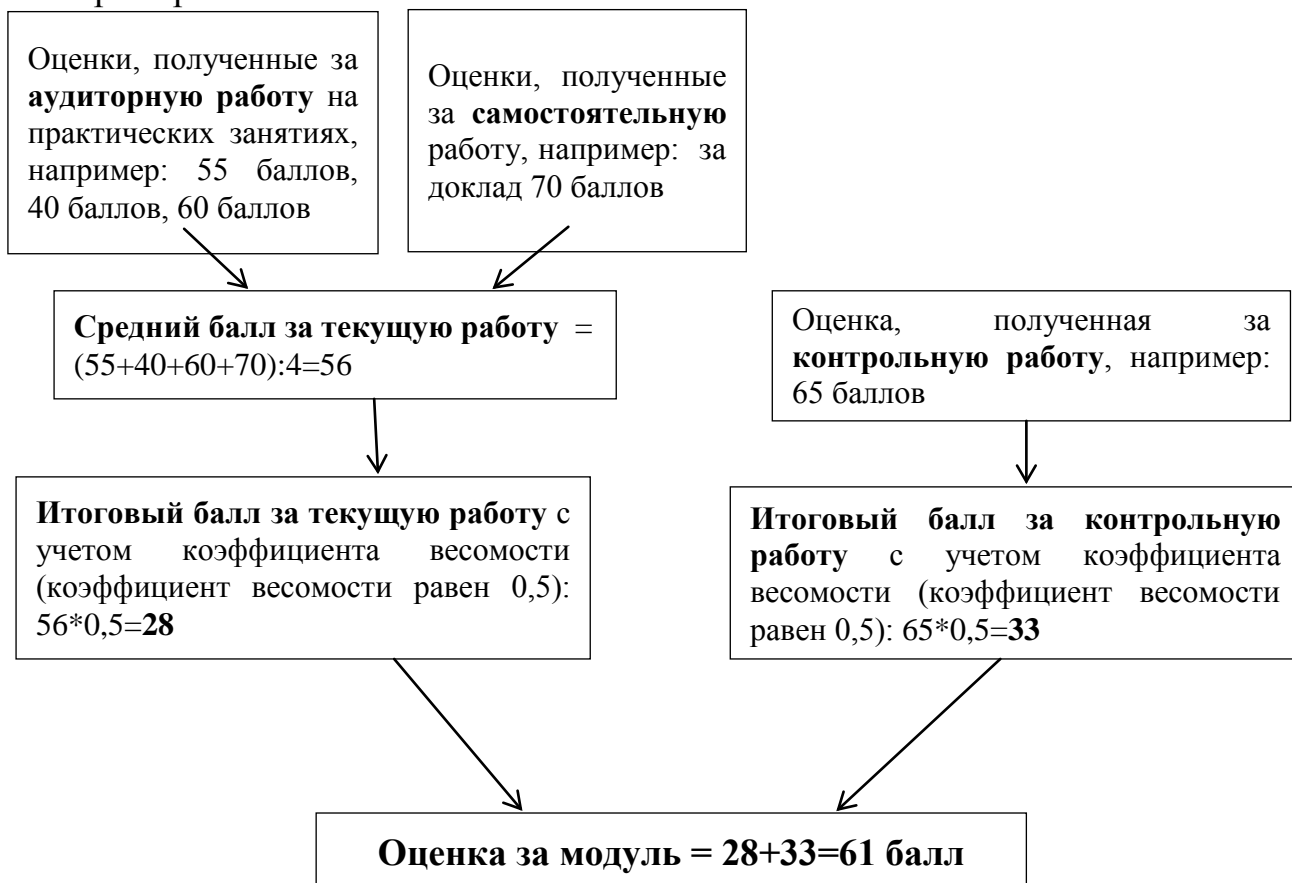 Оценки, полученные за
аудиторную работу на
практических занятиях,
например: 55 баллов,
40 баллов, 60 баллов
Оценки, полученные
за самостоятельную
работу, например: за
доклад 70 баллов
Средний балл за текущую работу =
(55+40+60+70):4=56
Оценка, полученная за
контрольную работу, например:
65 баллов
Итоговый балл за текущую работу с
учетом коэффициента весомости
(коэффициент весомости равен 0,5):
56*0,5=28
Итоговый балл за контрольную
работу с учетом коэффициента
весомости (коэффициент весомости
равен 0,5): 65*0,5=33
Оценка за модуль = 28+33=61 балл